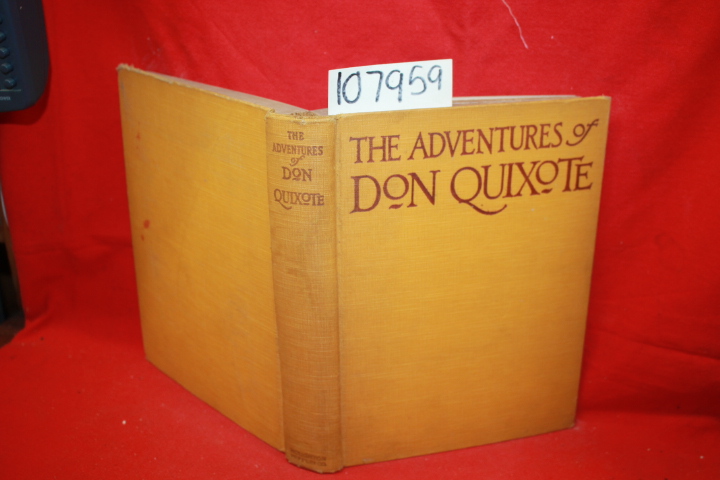 107959
THE
ADVENTURES
of
DON
QUIXOTE
THE ADVENTURES of
DON QUIXOTE